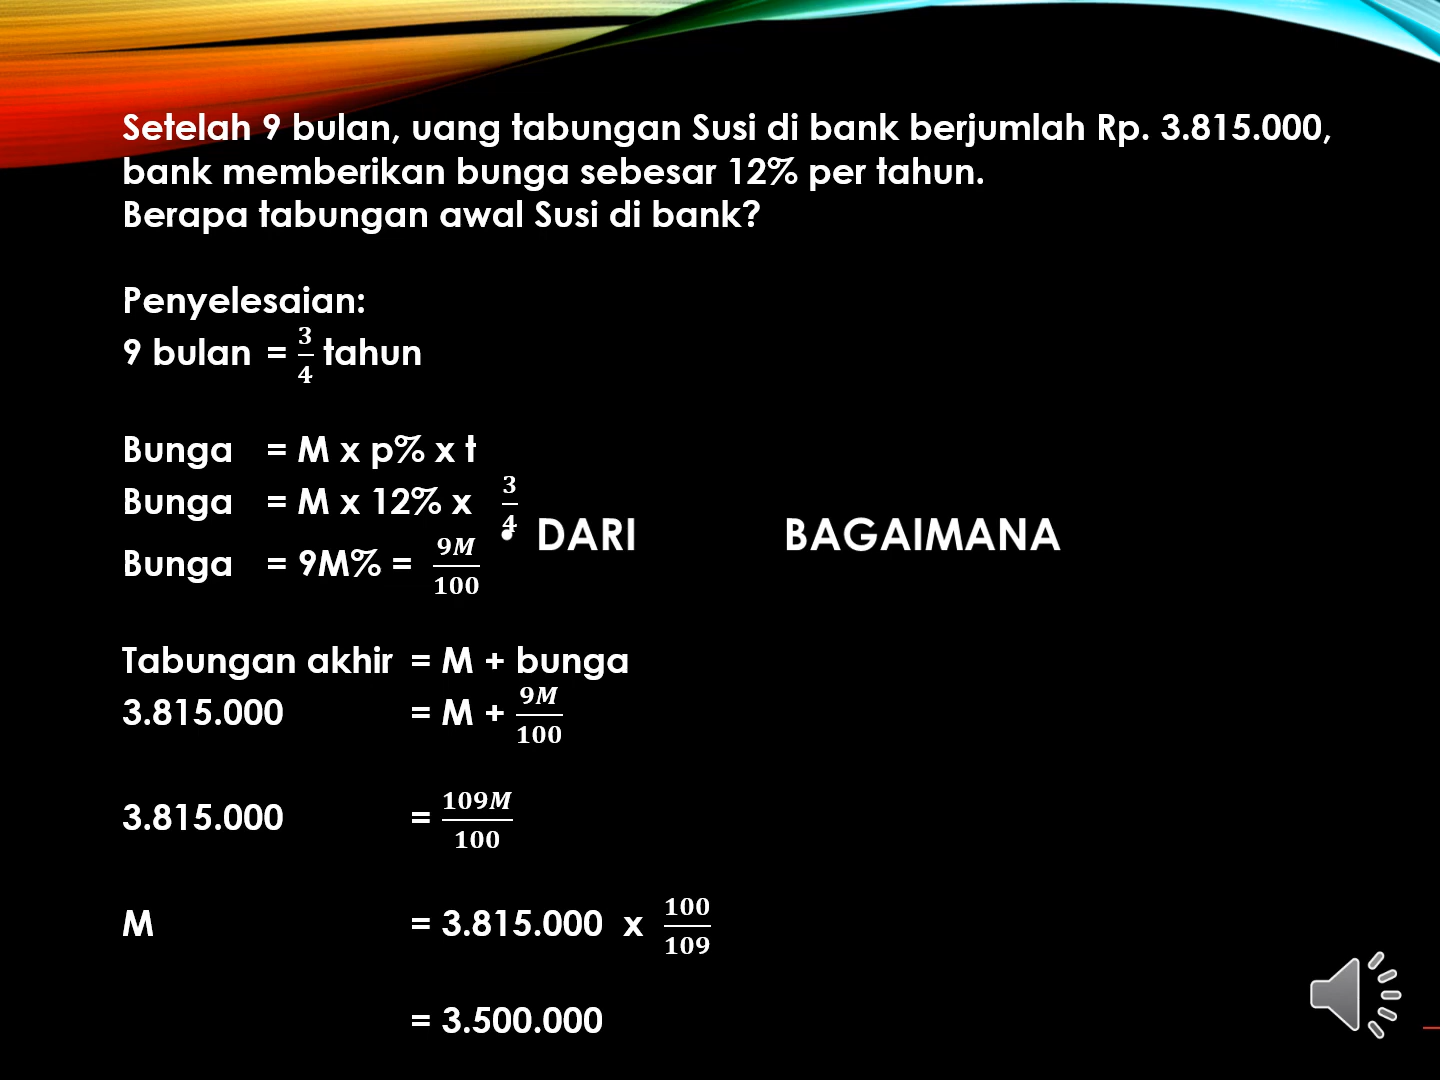 Setelah 9 bulan, uang tabungan Susi di bank berjumlah Rp. 3.815.000,
bank memberikan bunga sebesar 12% per tahun.
Berapa tabungan awal Susi di bank?
Penyelesaian:
9 bulan = 3/4 tahun
Bunga = M x p% x t
Bunga = M x 12% x 3/4
• DARI BAGAIMANA
Bunga = 9M% = 9M/100
Tabungan akhir = M + bunga
3.815.000 = M + 9M/100
3.815.000 = 109M/100
M = 3.815.000 x 100/109
= 3.500.000